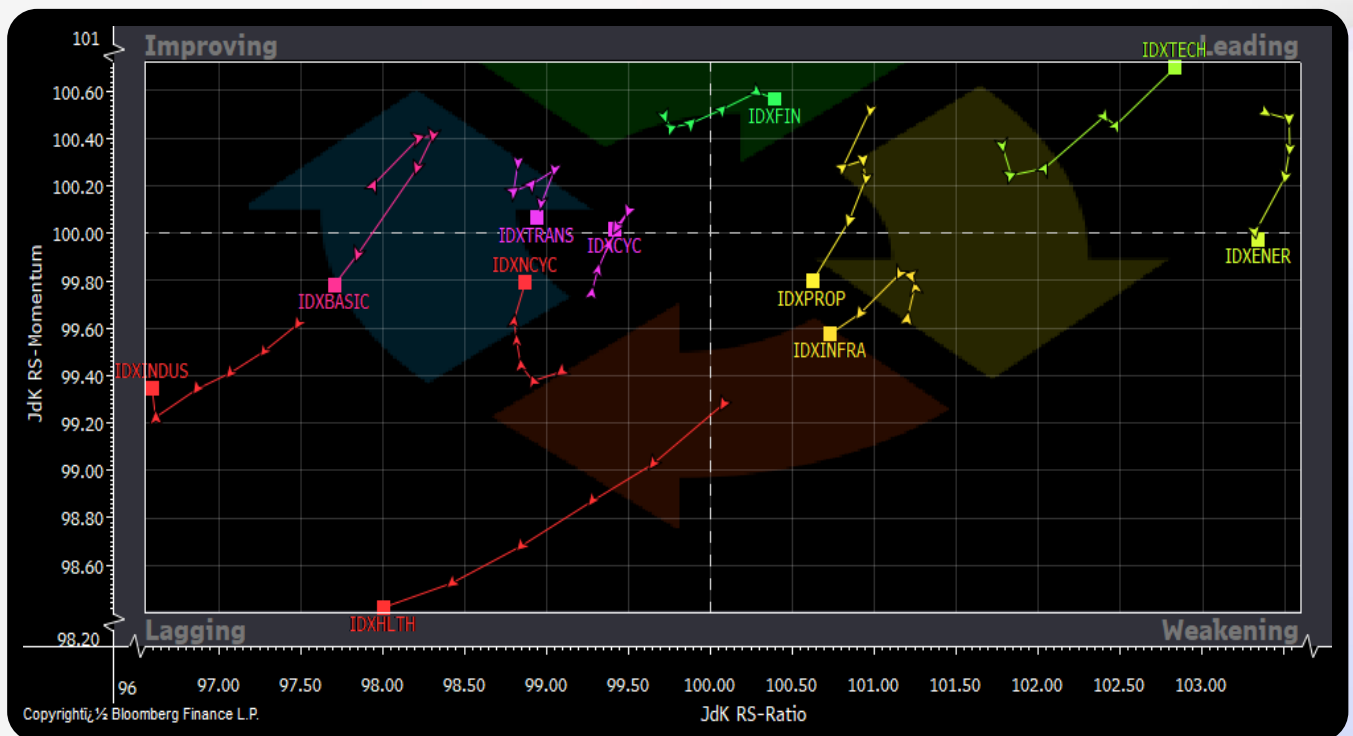 101
Improving
Leading
IDXTECH
100.60
IDXFIN
100.40
100.20
100.00
IDXTRANS
IDXCYC
IDXENER
IDXNCYC
99.80
IDXBASIC
IDXPROP
99.60
IDXINFRA
99.40
IDXINDUS
99.20
99.00
98.80
98.60
IDXHLTH
98.20
Lagging
Weakening
JdK RS-Momentum
96
97.00
97.50
98.00
98.50
99.00
99.50
100.00
100.50
101.00
101.50
102.00
102.50
103.00
JdK RS-Ratio
Copyrightï¿½ Bloomberg Finance L.P.